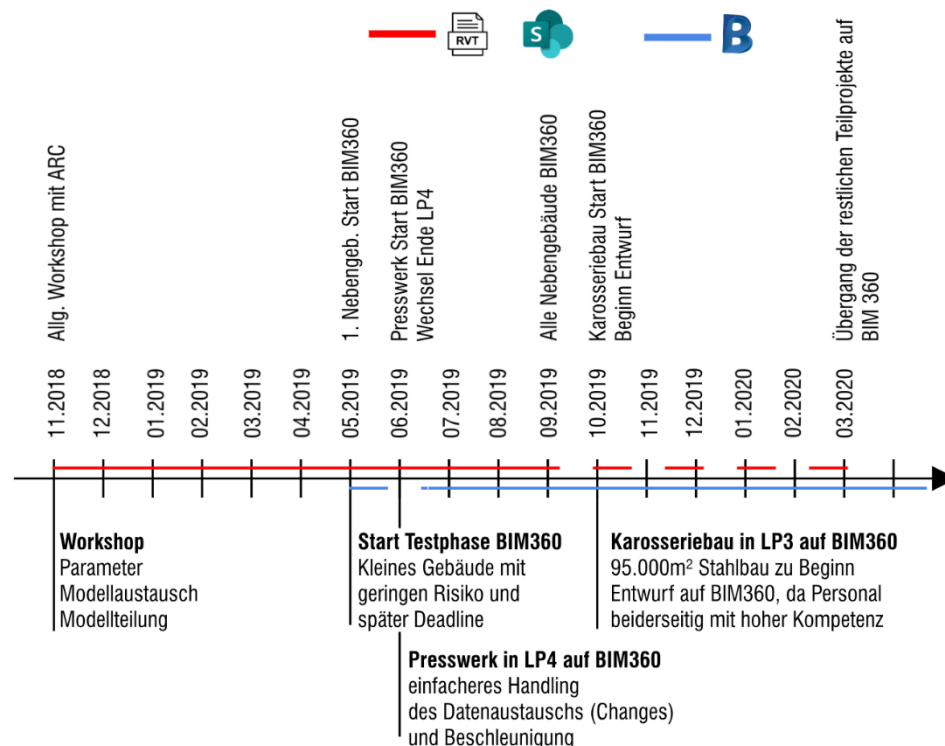 RVT
S
B
Allg. Workshop mit ARC
1. Nebengeb. Start BIM360
Presswerk Start BIM360
Wechsel Ende LP4
Alle Nebengebäude BIM360
Karosseriebau Start BIM360
Beginn Entwurf
Übergang der restlichen Teilprojekte auf
BIM 360
11.2018
12.2018
01.2019
02.2019
03.2019
04.2019
05.2019
06.2019
07.2019
08.2019
09.2019
10.2019
11.2019
12.2019
01.2020
02.2020
03.2020
Workshop
Parameter
Modellaustausch
Modellteilung
Start Testphase BIM360
Kleines Gebäude mit
geringen Risiko und
später Deadline
Karosseriebau in LP3 auf BIM360
95.000m² Stahlbau zu Beginn
Entwurf auf BIM360, da Personal
beiderseitig mit hoher Kompetenz
Presswerk in LP4 auf BIM360
einfacheres Handling
des Datenaustauschs (Changes)
und Beschleunigung